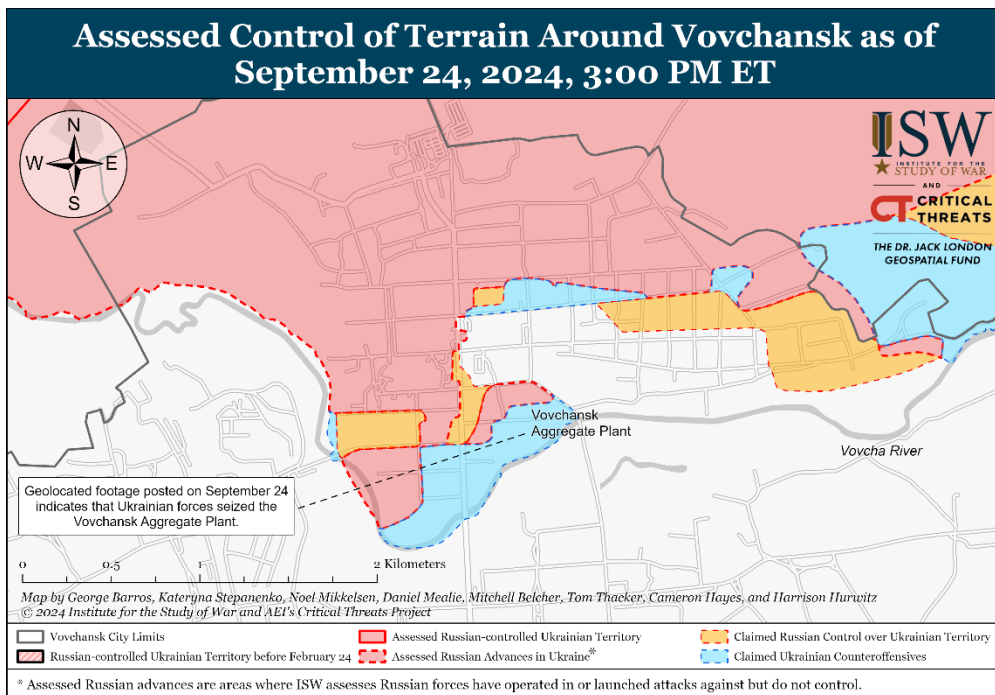 Assessed Control of Terrain Around Vovchansk as of
September 24, 2024, 3:00 PM ET
N
W E
S
ISW
INSTITUTE FOR THE
STUDY OF WAR
AND
CT CRITICAL
THREATS
THE DR. JACK LONDON
GEOSPATIAL FUND
Vovchansk
Aggregate Plant
Vovcha River
Geolocated footage posted on September 24
indicates that Ukrainian forces seized the
Vovchansk Aggregate Plant.
0 0.5 1 2 Kilometers
Map by George Barros, Kateryna Stepanenko, Noel Mikkelsen, Daniel Mealie, Mitchell Belcher, Tom Thacker, Cameron Hayes, and Harrison Hurwitz
© 2024 Institute for the Study of War and AEI's Critical Threats Project
Vovchansk City Limits
Russian-controlled Ukrainian Territory before February 24
Assessed Russian-controlled Ukrainian Territory
Assessed Russian Advances in Ukraine*
Claimed Russian Control over Ukrainian Territory
Claimed Ukrainian Counteroffensives
* Assessed Russian advances are areas where ISW assesses Russian forces have operated in or launched attacks against but do not control.